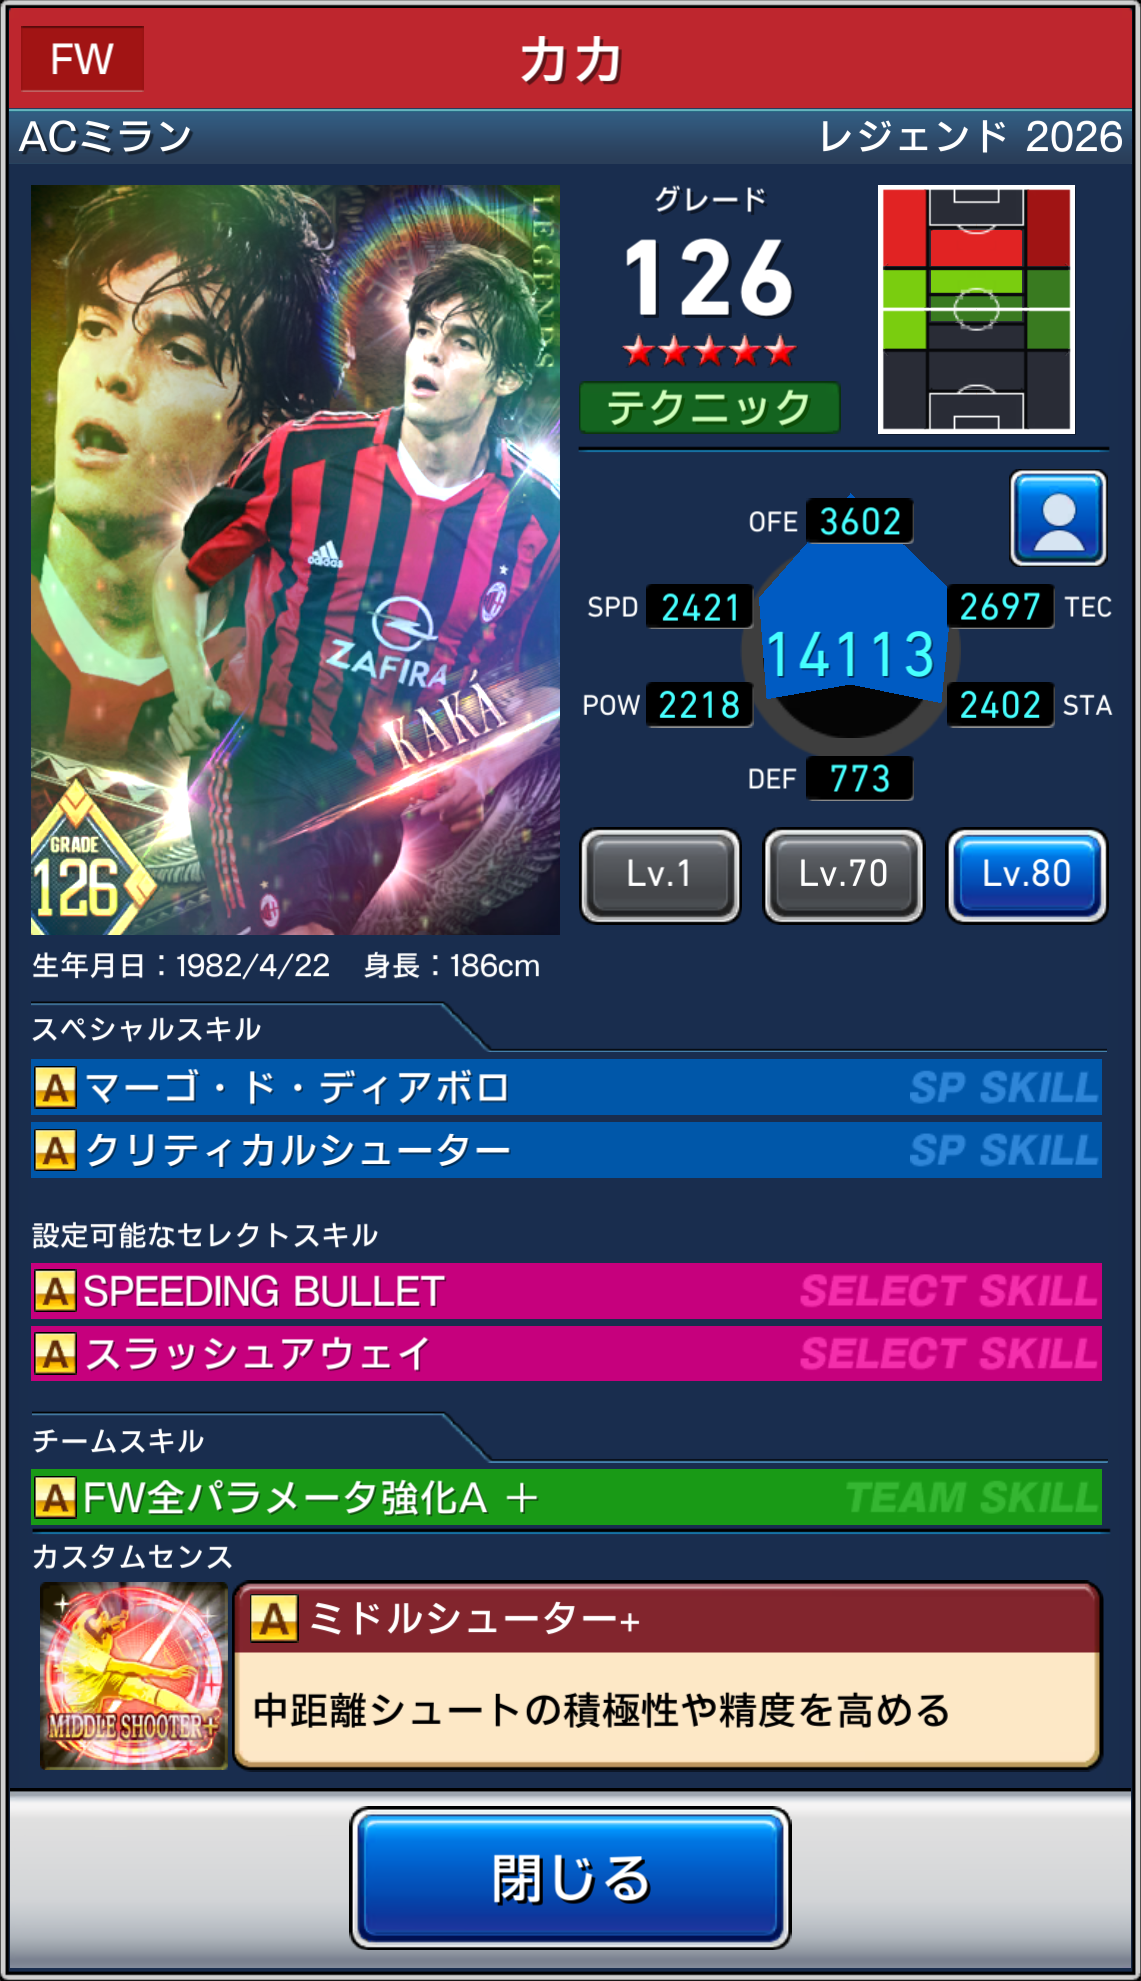 FW
カカ
ACミラン
レジェンド 2026
LEGENDS
adidas
ZAFIRA
KAKÁ
GRADE
126
グレード
126
テクニック
OFE 3602
SPD 2421
2697 TEC
14113
POW 2218
2402 STA
DEF 773
Lv.1
Lv.70
Lv.80
生年月日：1982/4/22 身長：186cm
スペシャルスキル
A マーゴ・ド・ディアボロ SP SKILL
A クリティカルシューター SP SKILL
設定可能なセレクトスキル
A SPEEDING BULLET SELECT SKILL
A スラッシュアウェイ SELECT SKILL
チームスキル
A FW全パラメータ強化A ＋ TEAM SKILL
カスタムセンス
A ミドルシューター+
MIDDLE SHOOTER+
中距離シュートの積極性や精度を高める
閉じる